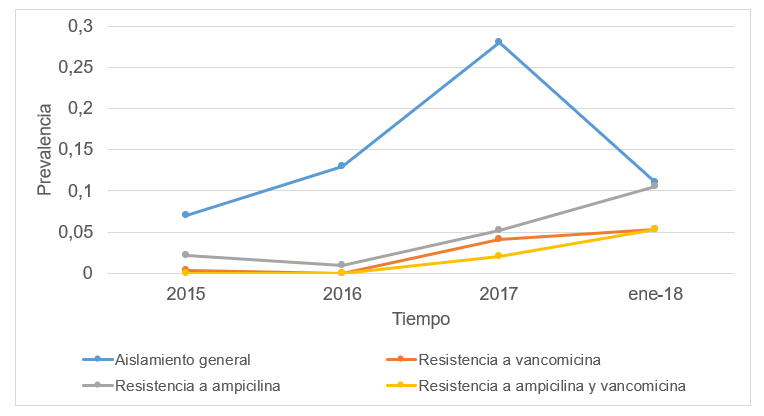 0,3
0,25
0,2
0,15
0,1
0,05
0
Prevalencia
2015 2016 2017 ene-18
Tiempo
Aislamiento general Resistencia a vancomicina
Resistencia a ampicilina Resistencia a ampicilina y vancomicina